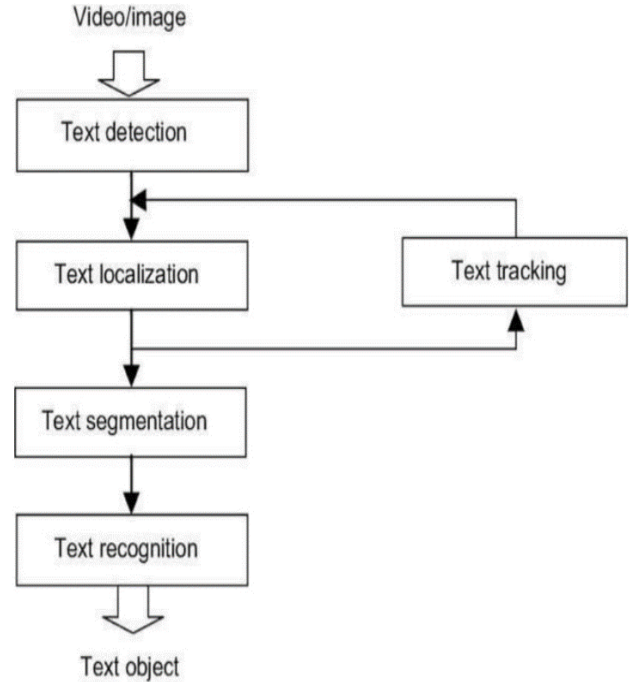 Video/image
Text detection
Text localization
Text tracking
Text segmentation
Text recognition
Text object